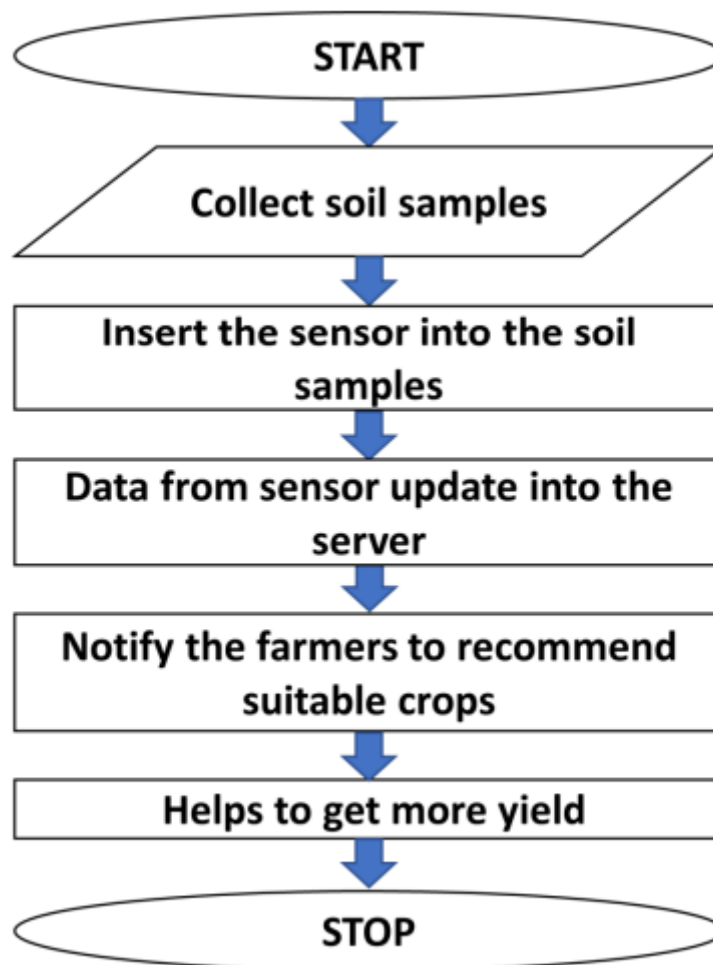 START
Collect soil samples
Insert the sensor into the soil
samples
Data from sensor update into the
server
Notify the farmers to recommend
suitable crops
Helps to get more yield
STOP